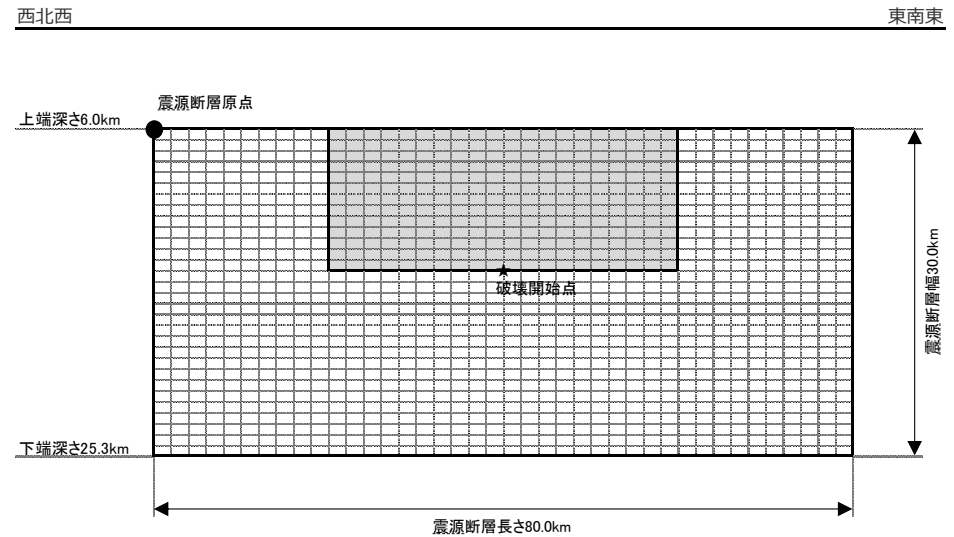 西北西
東南東
震源断層原点
上端深さ6.0km
破壊開始点
震源断層幅30.0km
下端深さ25.3km
震源断層長さ80.0km